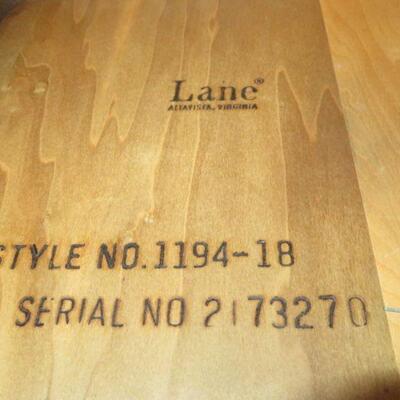 Lane®
ALTAVISTA, VIRGINIA
STYLE NO. 1194-18
SERIAL NO 2173270